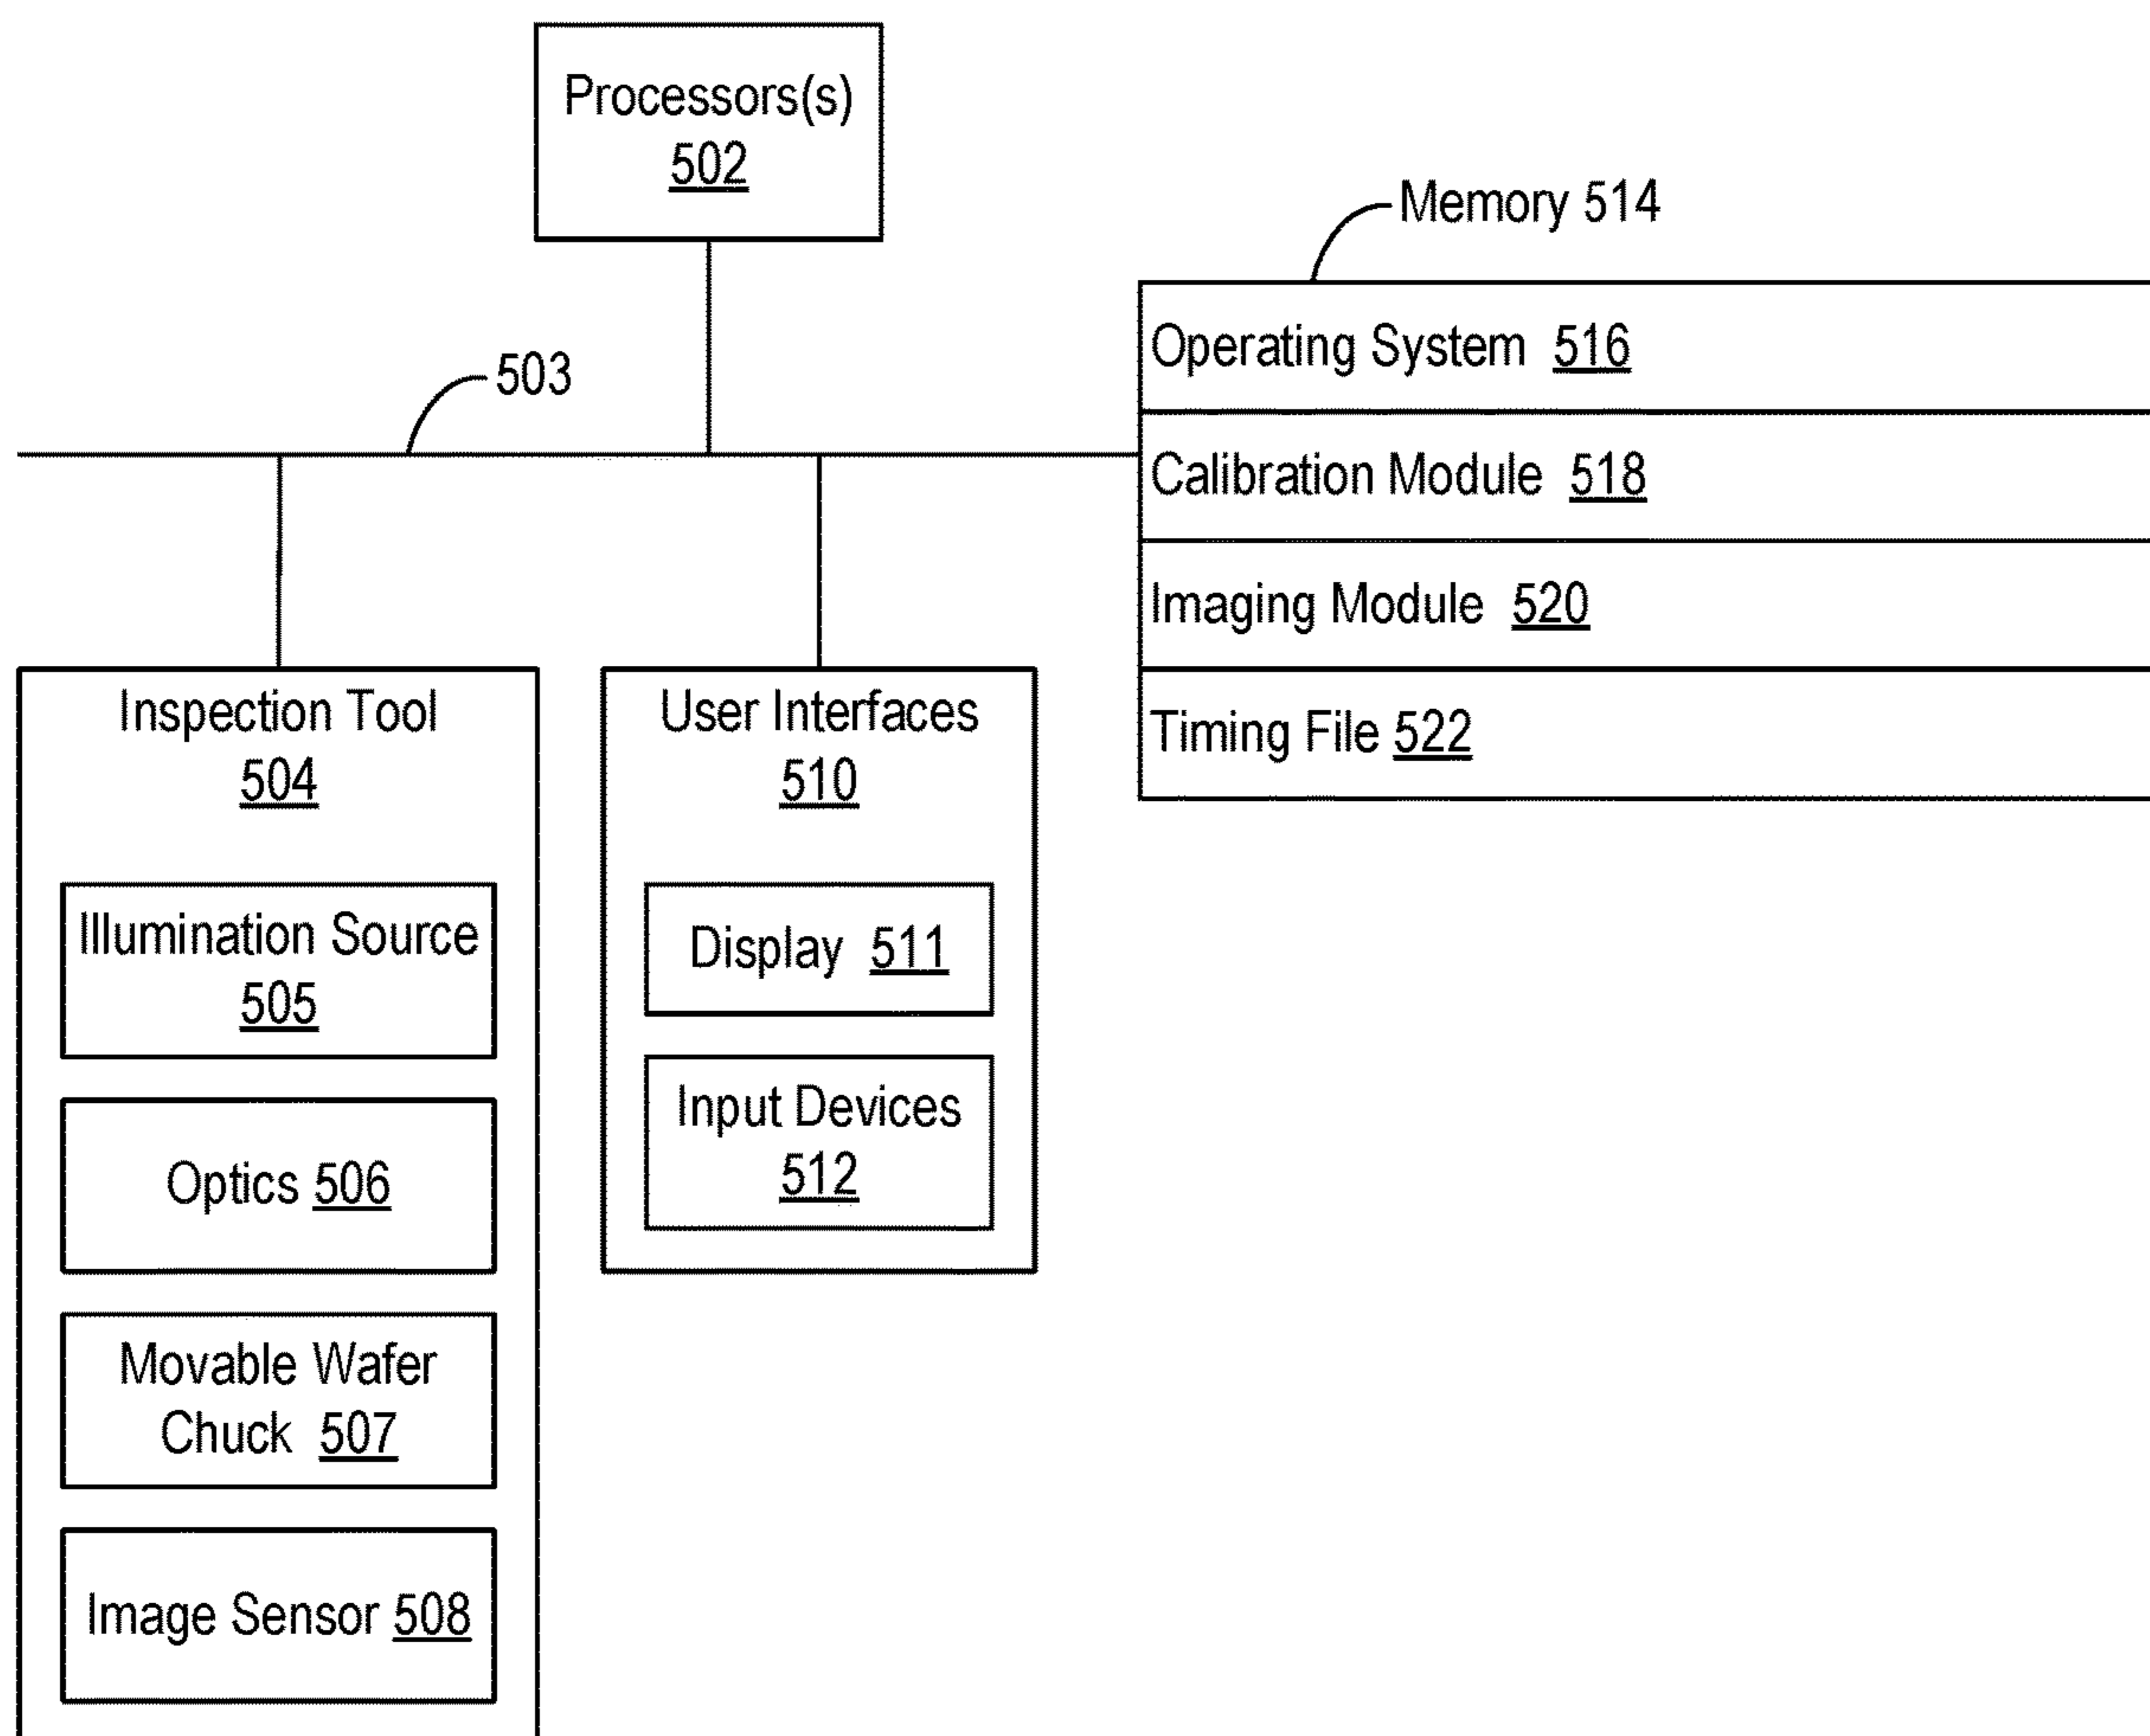 Processors(s)
502
Memory 514
Operating System 516
503
Calibration Module 518
Imaging Module 520
Timing File 522
Inspection Tool
504
Illumination Source
505
Optics 506
Movable Wafer
Chuck 507
Image Sensor 508
User Interfaces
510
Display 511
Input Devices
512